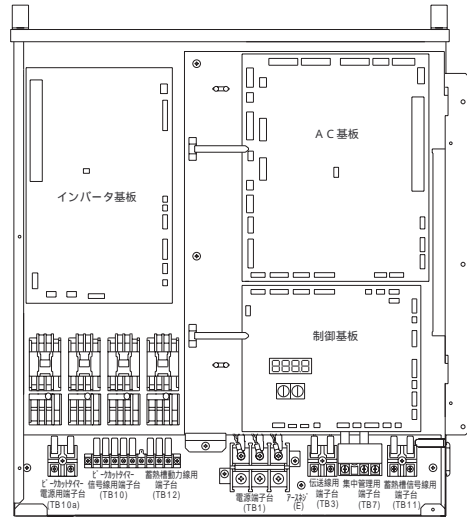 AC基板
インバータ基板
制御基板
ピークカットタイマー
電源用端子台
(TB10a)
ピークカットタイマー
信号線用端子台
(TB10)
蓄熱槽動力線用
端子台
(TB12)
電源端子台
(TB1)
アースネジ
(E)
伝送線用
端子台
(TB3)
集中管理用
端子台
(TB7)
蓄熱槽信号線用
端子台
(TB11)